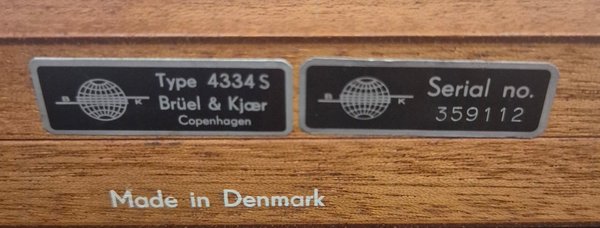 B K
Type 4334 S
Brüel & Kjær
Copenhagen
B K
Serial no.
359112
Made in Denmark